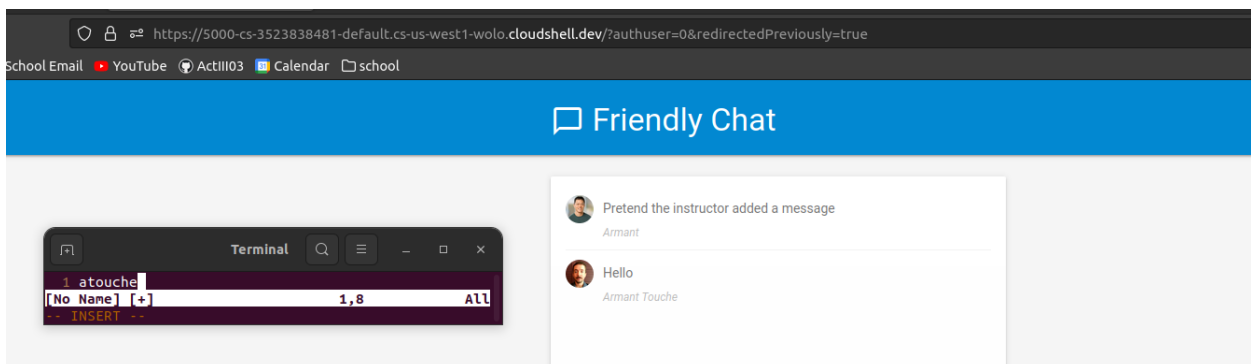 https://5000-cs-3523838481-default.cs-us-west1-wolo.cloudshell.dev/?authuser=0&redirectedPreviously=true
School Email YouTube ActIII03 Calendar school
Friendly Chat
Pretend the instructor added a message
Armant
Hello
Armant Touche
Terminal
1 atouche
[No Name] [+] 1,8 All
-- INSERT --